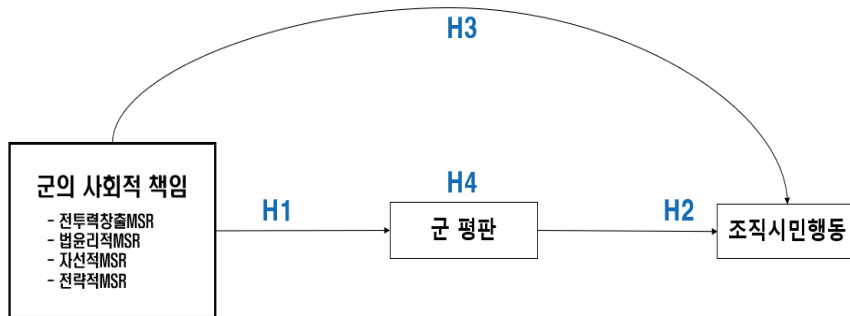 H3
군의 사회적 책임
- 전투력창출MSR
- 법윤리적MSR
- 자선적MSR
- 전략적MSR
H1
H4
군 평판
H2
조직시민행동